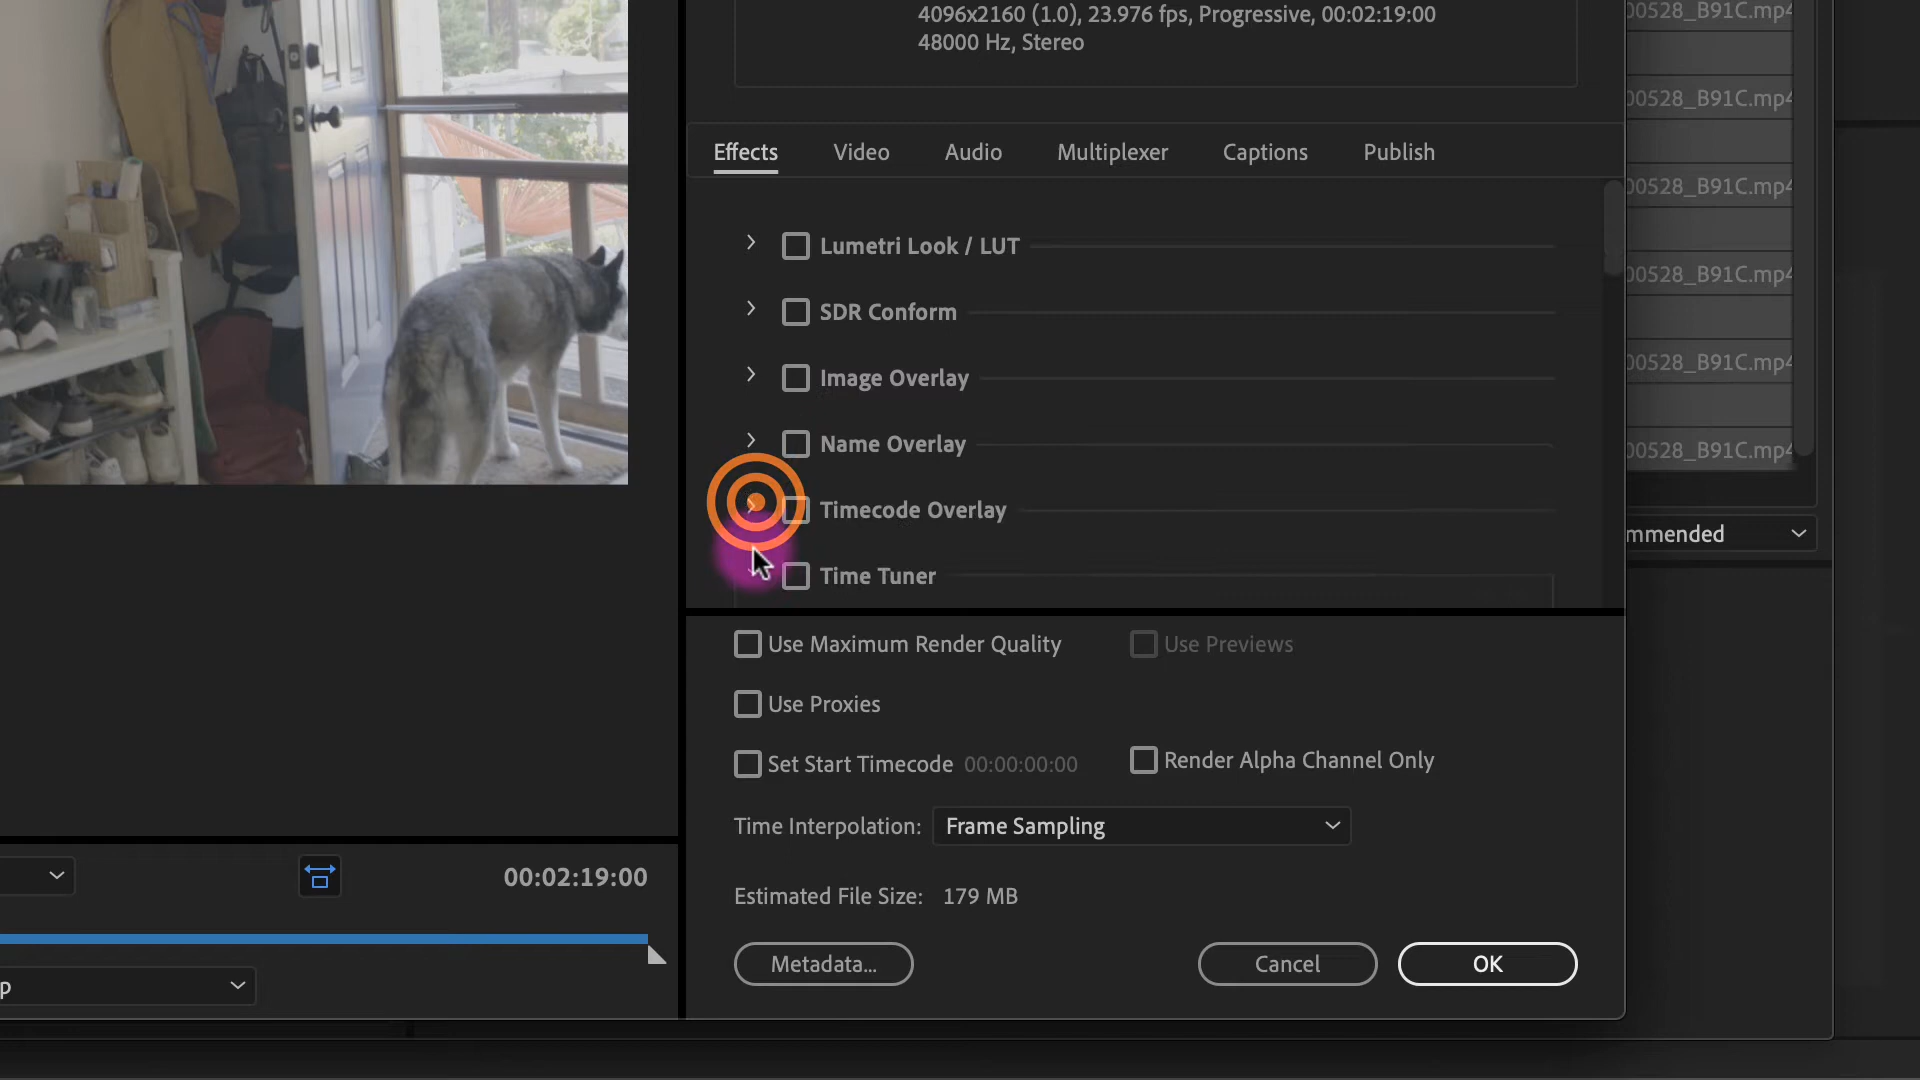 4096x2160 (1.0), 23.976 fps, Progressive, 00:02:19:00
48000 Hz, Stereo
00528_B91C.mp4
00528_B91C.mp4
00528_B91C.mp4
00528_B91C.mp4
00528_B91C.mp4
00528_B91C.mp4
mmended
Effects Video Audio Multiplexer Captions Publish
Lumetri Look / LUT
SDR Conform
Image Overlay
Name Overlay
Timecode Overlay
Time Tuner
Use Maximum Render Quality Use Previews
Use Proxies
Set Start Timecode 00:00:00:00 Render Alpha Channel Only
Time Interpolation: Frame Sampling
Estimated File Size: 179 MB
Metadata... Cancel OK
00:02:19:00
p